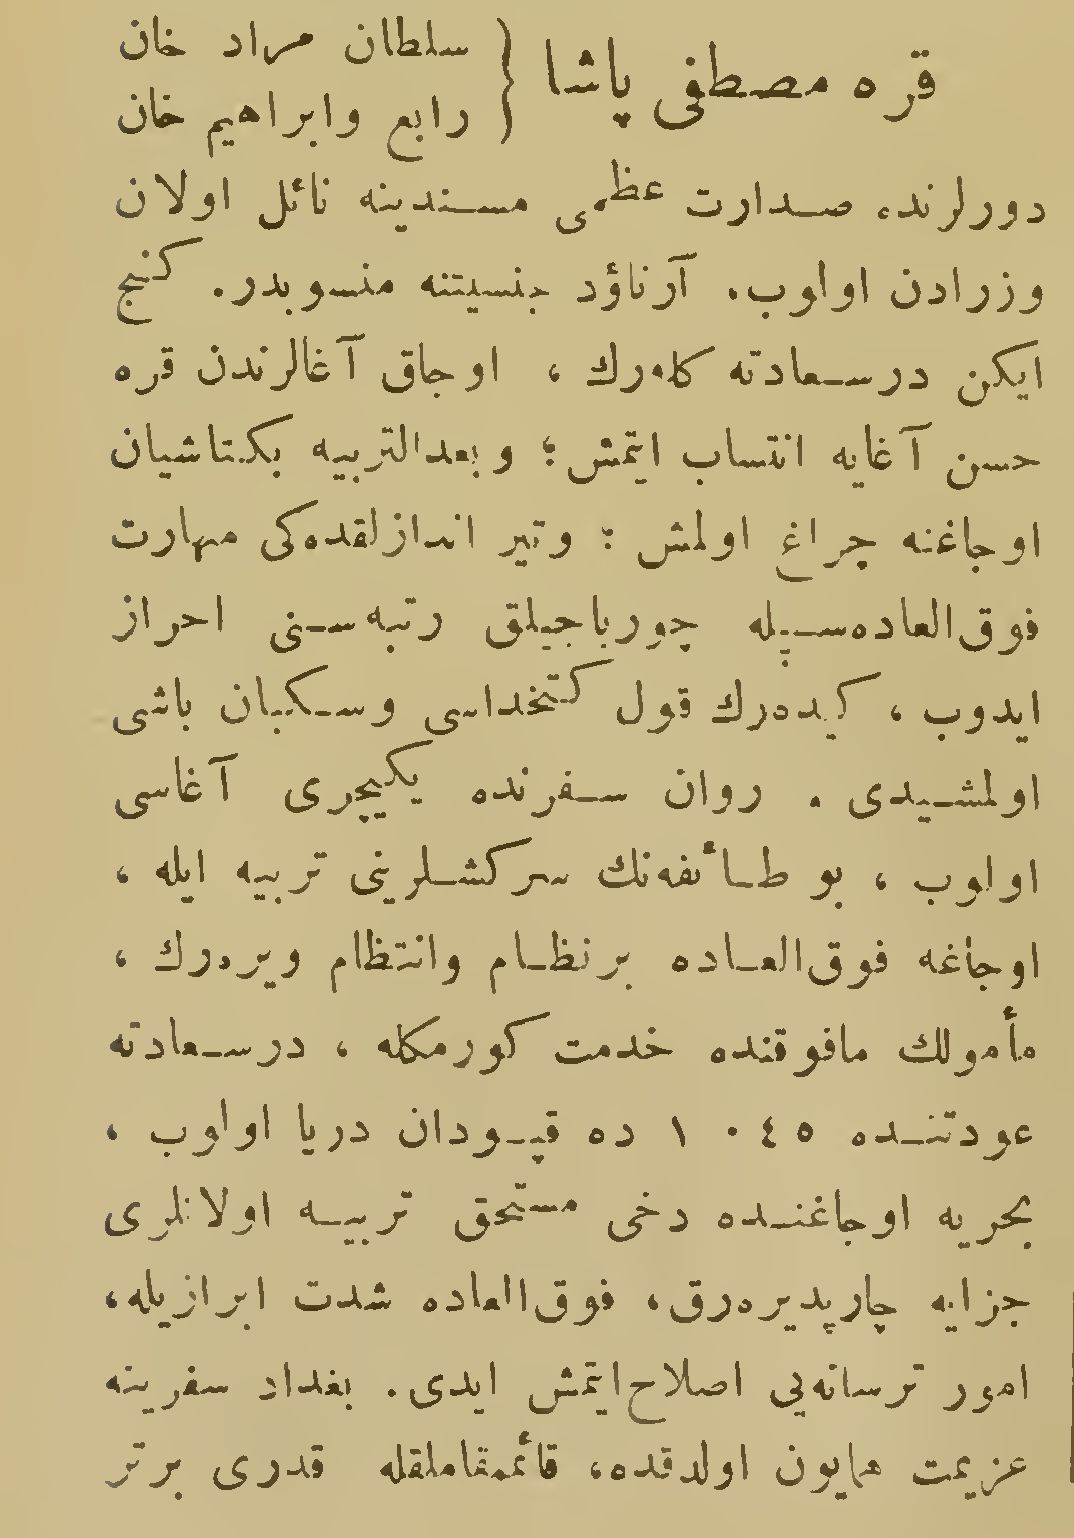 قره مصطفى پاشا { سلطان مراد خان
رابع وابراهيم خان
دورلرنده صدارت عظمى مسندينه نائل اولان
وزرادن اولوب. آرناؤد جنسيتنه منسوبدر. كنج
ايكن درسعادته كله‌رك ، اوجاق آغالرندن قره
حسن آغايه انتساب ايتمش ؛ وبعدالتربيه بكتاشيان
اوجاغنه چراغ اولمش ؛ وتير اندازلقده‌كى مهارت
فوق‌العاده‌سيله چورباجيلق رتبه‌سنى احراز
ايدوب ، كيده‌رك قول كتخداسى وسكبان باشى
اولمشيدى . روان سفرنده يكيچرى آغاسى
اولوب ، بو طائفه‌نك سركشلرينى تربيه ايله ،
اوجاغه فوق‌العاده برنظام وانتظام ويره‌رك ،
مأمولك مافوقنده خدمت كورمكله ، درسعادته
عودتنده ١٠٤٥ ده قپودان دريا اولوب ،
بحريه اوجاغنده دخى مستحق تربيه اولانلرى
جزايه چارپديره‌رق، فوق‌العاده شدت ابرازيله،
امور ترسانه‌يى اصلاح ايتمش ايدى. بغداد سفرينه
عزيمت همايون اولدقده، قائممقاملقله قدرى برتر